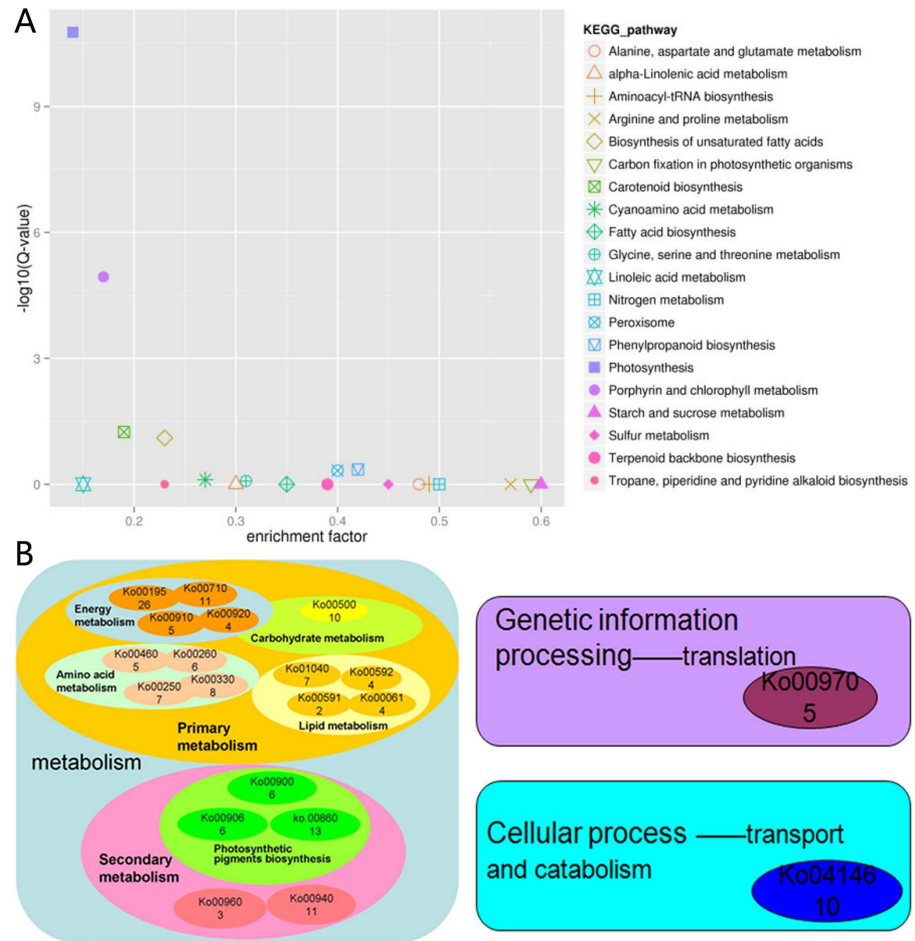 A
-log10(Q-value)
9
6
3
0
0.2
0.3
0.4
0.5
0.6
enrichment factor
KEGG_pathway
Alanine, aspartate and glutamate metabolism
alpha-Linolenic acid metabolism
Aminoacyl-tRNA biosynthesis
Arginine and proline metabolism
Biosynthesis of unsaturated fatty acids
Carbon fixation in photosynthetic organisms
Carotenoid biosynthesis
Cyanoamino acid metabolism
Fatty acid biosynthesis
Glycine, serine and threonine metabolism
Linoleic acid metabolism
Nitrogen metabolism
Peroxisome
Phenylpropanoid biosynthesis
Photosynthesis
Porphyrin and chlorophyll metabolism
Starch and sucrose metabolism
Sulfur metabolism
Terpenoid backbone biosynthesis
Tropane, piperidine and pyridine alkaloid biosynthesis
B
Energy
metabolism
Ko00195
26
Ko00710
11
Ko00910
5
Ko00920
4
Ko00500
10
Carbohydrate metabolism
Amino acid
metabolism
Ko00460
5
Ko00260
6
Ko00250
7
Ko00330
8
Ko01040
7
Ko00592
4
Ko00591
2
Ko00061
4
Lipid metabolism
Primary
metabolism
metabolism
Ko00900
6
Ko00906
6
ko.00860
13
Photosynthetic
pigments biosynthesis
Secondary
metabolism
Ko00960
3
Ko00940
11
Genetic information
processing——translation
Ko00970
5
Cellular process ——transport
and catabolism
Ko04146
10